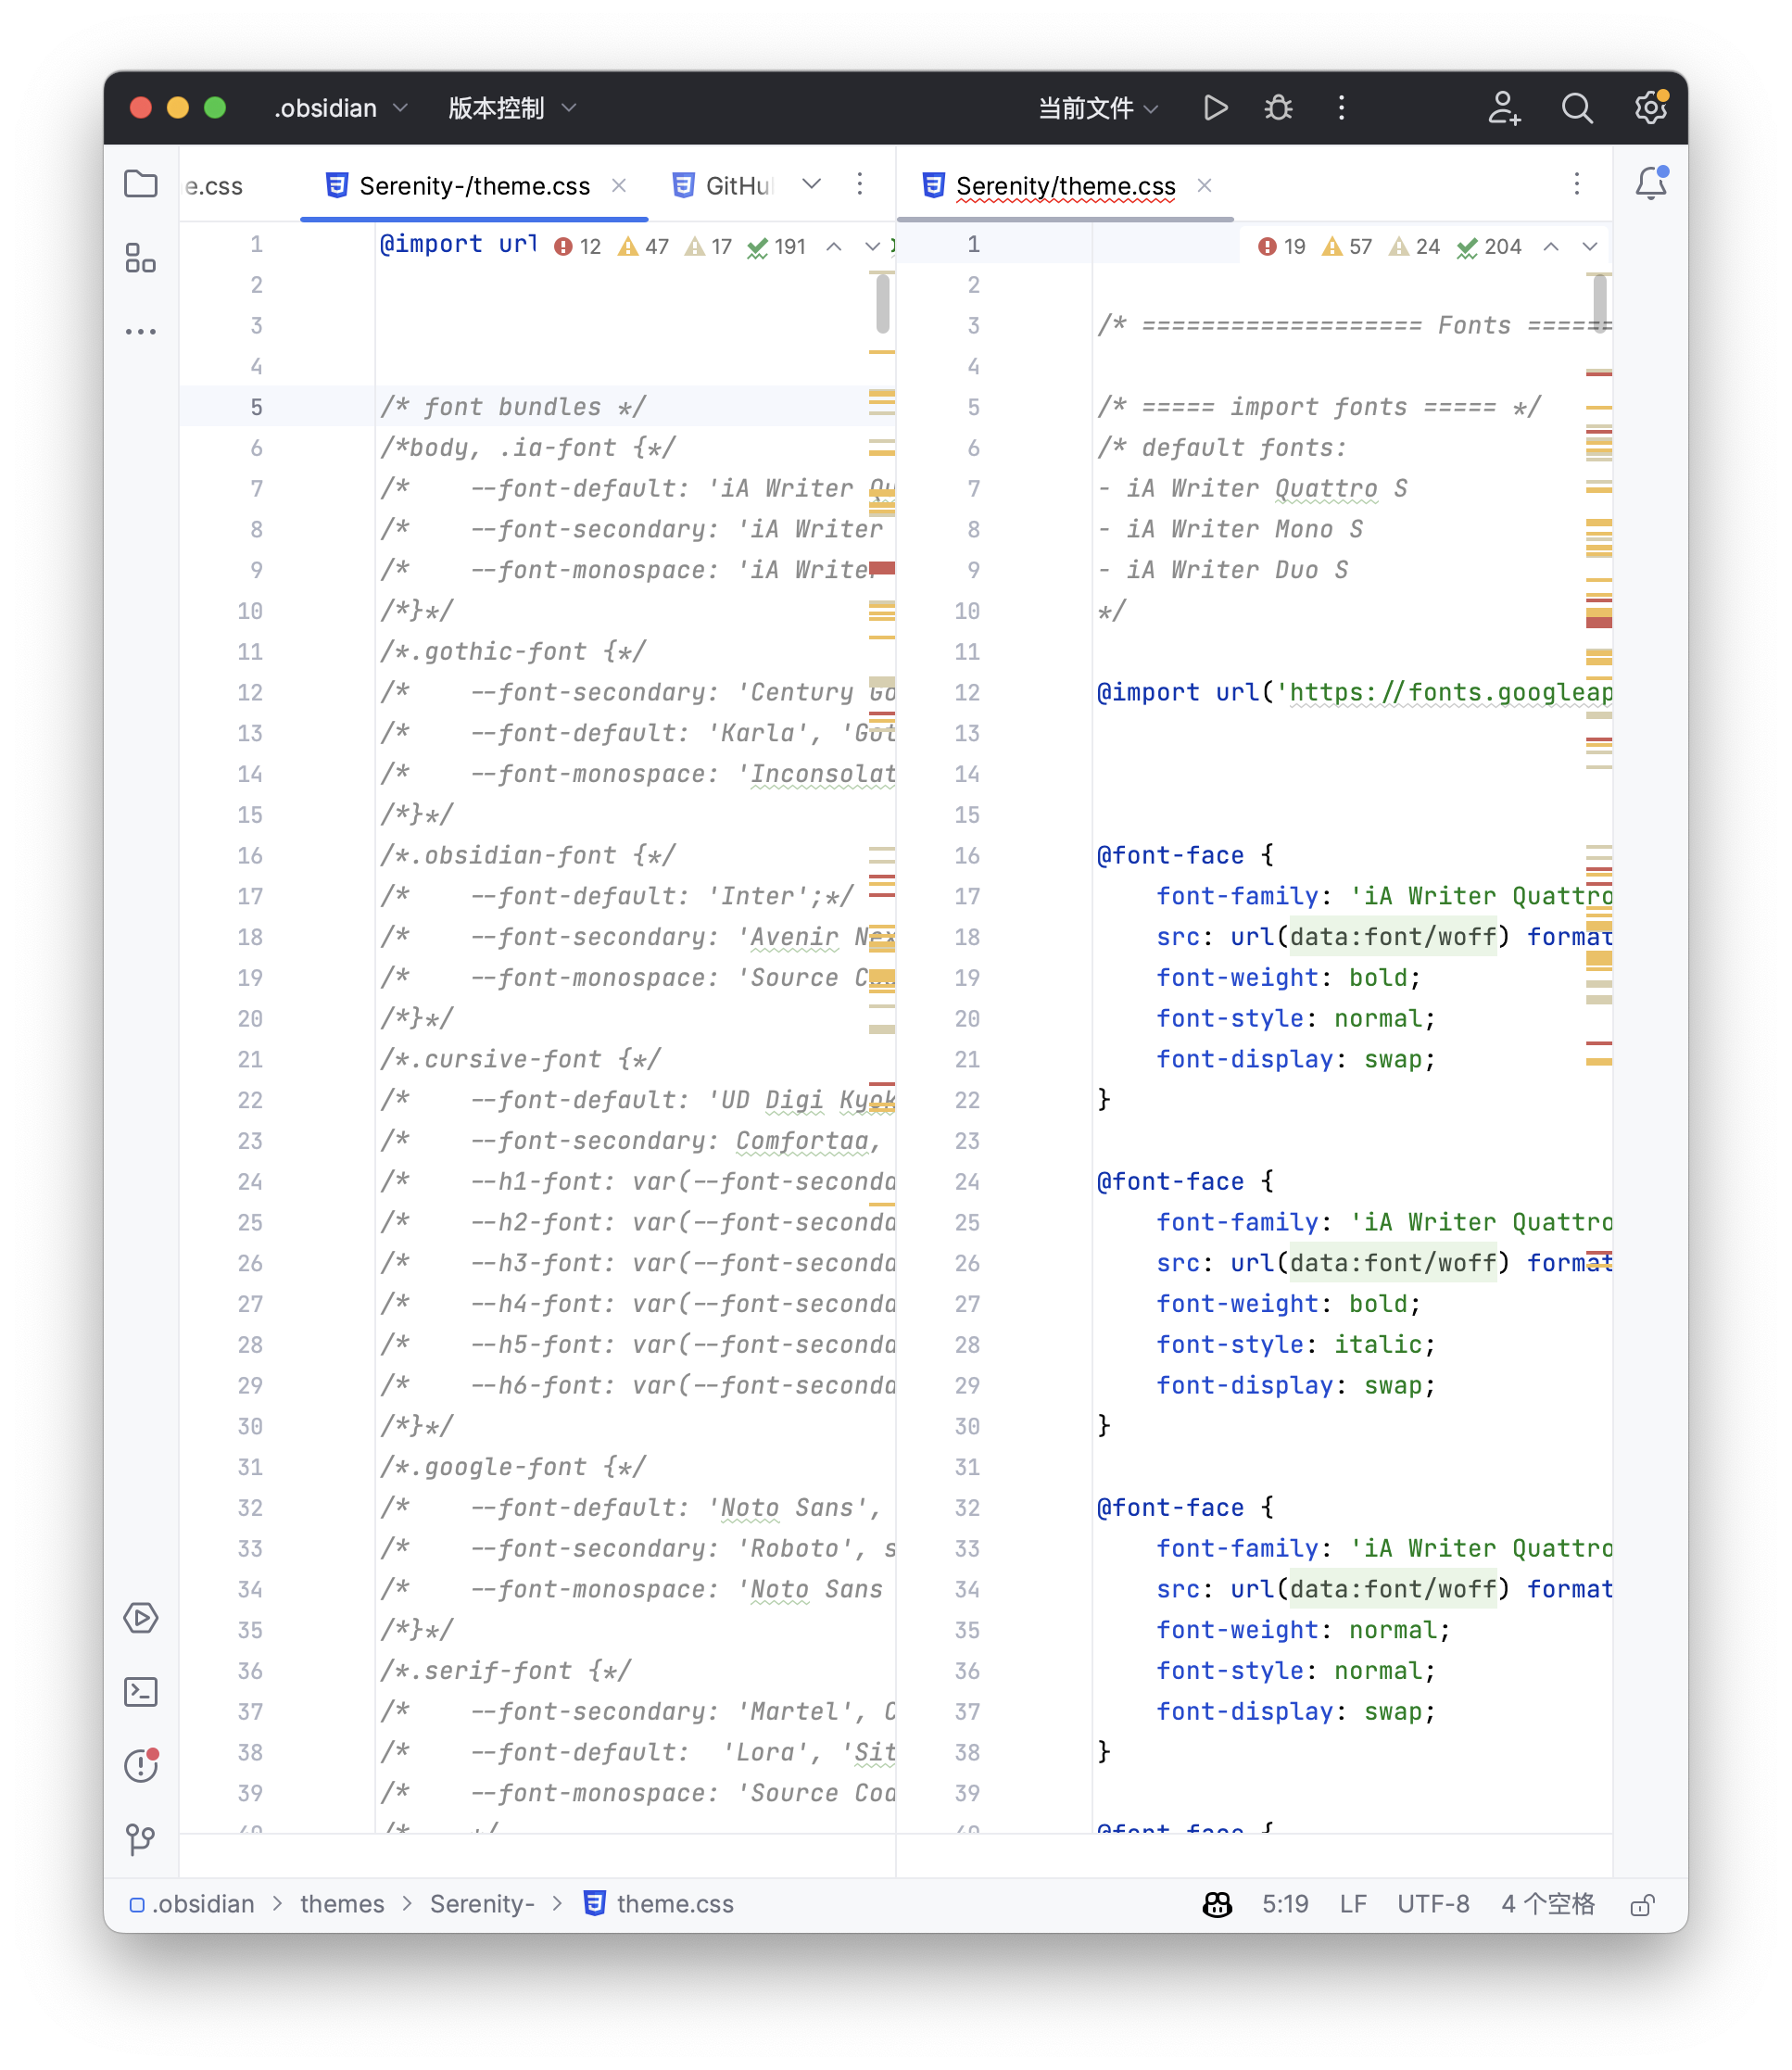 .obsidian 版本控制 当前文件
e.css Serenity-/theme.css GitHu Serenity/theme.css
12 47 17 191
1 @import url
2
3
4
5 /* font bundles */
6 /*body, .ia-font {*/
7 /*    --font-default: 'iA Writer Qu
8 /*    --font-secondary: 'iA Writer
9 /*    --font-monospace: 'iA Writer
10 /*}*/
11 /*.gothic-font {*/
12 /*    --font-secondary: 'Century Go
13 /*    --font-default: 'Karla', 'Got
14 /*    --font-monospace: 'Inconsolat
15 /*}*/
16 /*.obsidian-font {*/
17 /*    --font-default: 'Inter';*/
18 /*    --font-secondary: 'Avenir Nex
19 /*    --font-monospace: 'Source Cod
20 /*}*/
21 /*.cursive-font {*/
22 /*    --font-default: 'UD Digi Kyok
23 /*    --font-secondary: Comfortaa,
24 /*    --h1-font: var(--font-seconda
25 /*    --h2-font: var(--font-seconda
26 /*    --h3-font: var(--font-seconda
27 /*    --h4-font: var(--font-seconda
28 /*    --h5-font: var(--font-seconda
29 /*    --h6-font: var(--font-seconda
30 /*}*/
31 /*.google-font {*/
32 /*    --font-default: 'Noto Sans',
33 /*    --font-secondary: 'Roboto', s
34 /*    --font-monospace: 'Noto Sans
35 /*}*/
36 /*.serif-font {*/
37 /*    --font-secondary: 'Martel', C
38 /*    --font-default:  'Lora', 'Sit
39 /*    --font-monospace: 'Source Cod
19 57 24 204
1
2
3 /* =================== Fonts ======
4
5 /* ===== import fonts ===== */
6 /* default fonts:
7 - iA Writer Quattro S
8 - iA Writer Mono S
9 - iA Writer Duo S
10 */
11
12 @import url('https://fonts.googleap
13
14
15
16 @font-face {
17     font-family: 'iA Writer Quattro
18     src: url(data:font/woff) format
19     font-weight: bold;
20     font-style: normal;
21     font-display: swap;
22 }
23
24 @font-face {
25     font-family: 'iA Writer Quattro
26     src: url(data:font/woff) format
27     font-weight: bold;
28     font-style: italic;
29     font-display: swap;
30 }
31
32 @font-face {
33     font-family: 'iA Writer Quattro
34     src: url(data:font/woff) format
35     font-weight: normal;
36     font-style: normal;
37     font-display: swap;
38 }
39
40 @font-face {
.obsidian > themes > Serenity- > theme.css 5:19 LF UTF-8 4 个空格